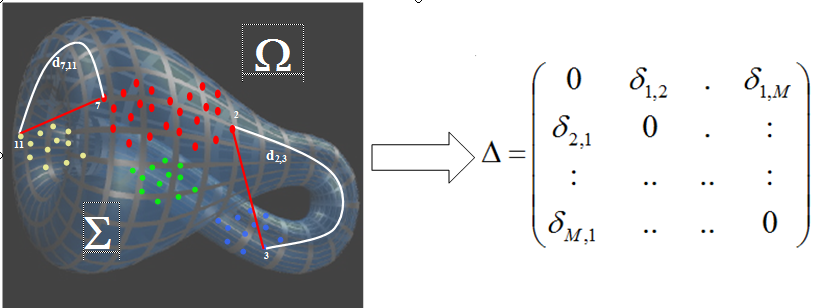 Ω
d7,11
7
2
11
d2,3
Σ
3
Δ = ( 0 δ1,2 . δ1,M
δ2,1 0 . :
: .. .. :
δM,1 .. .. 0 )